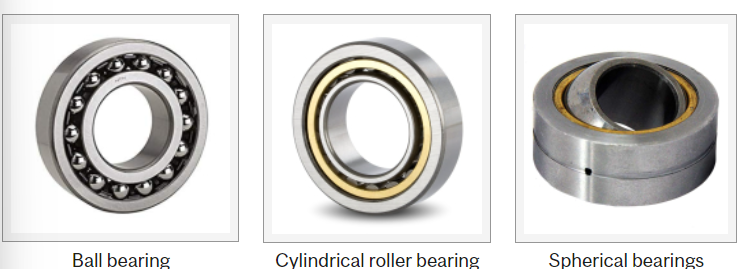 Ball bearing
Cylindrical roller bearing
Spherical bearings